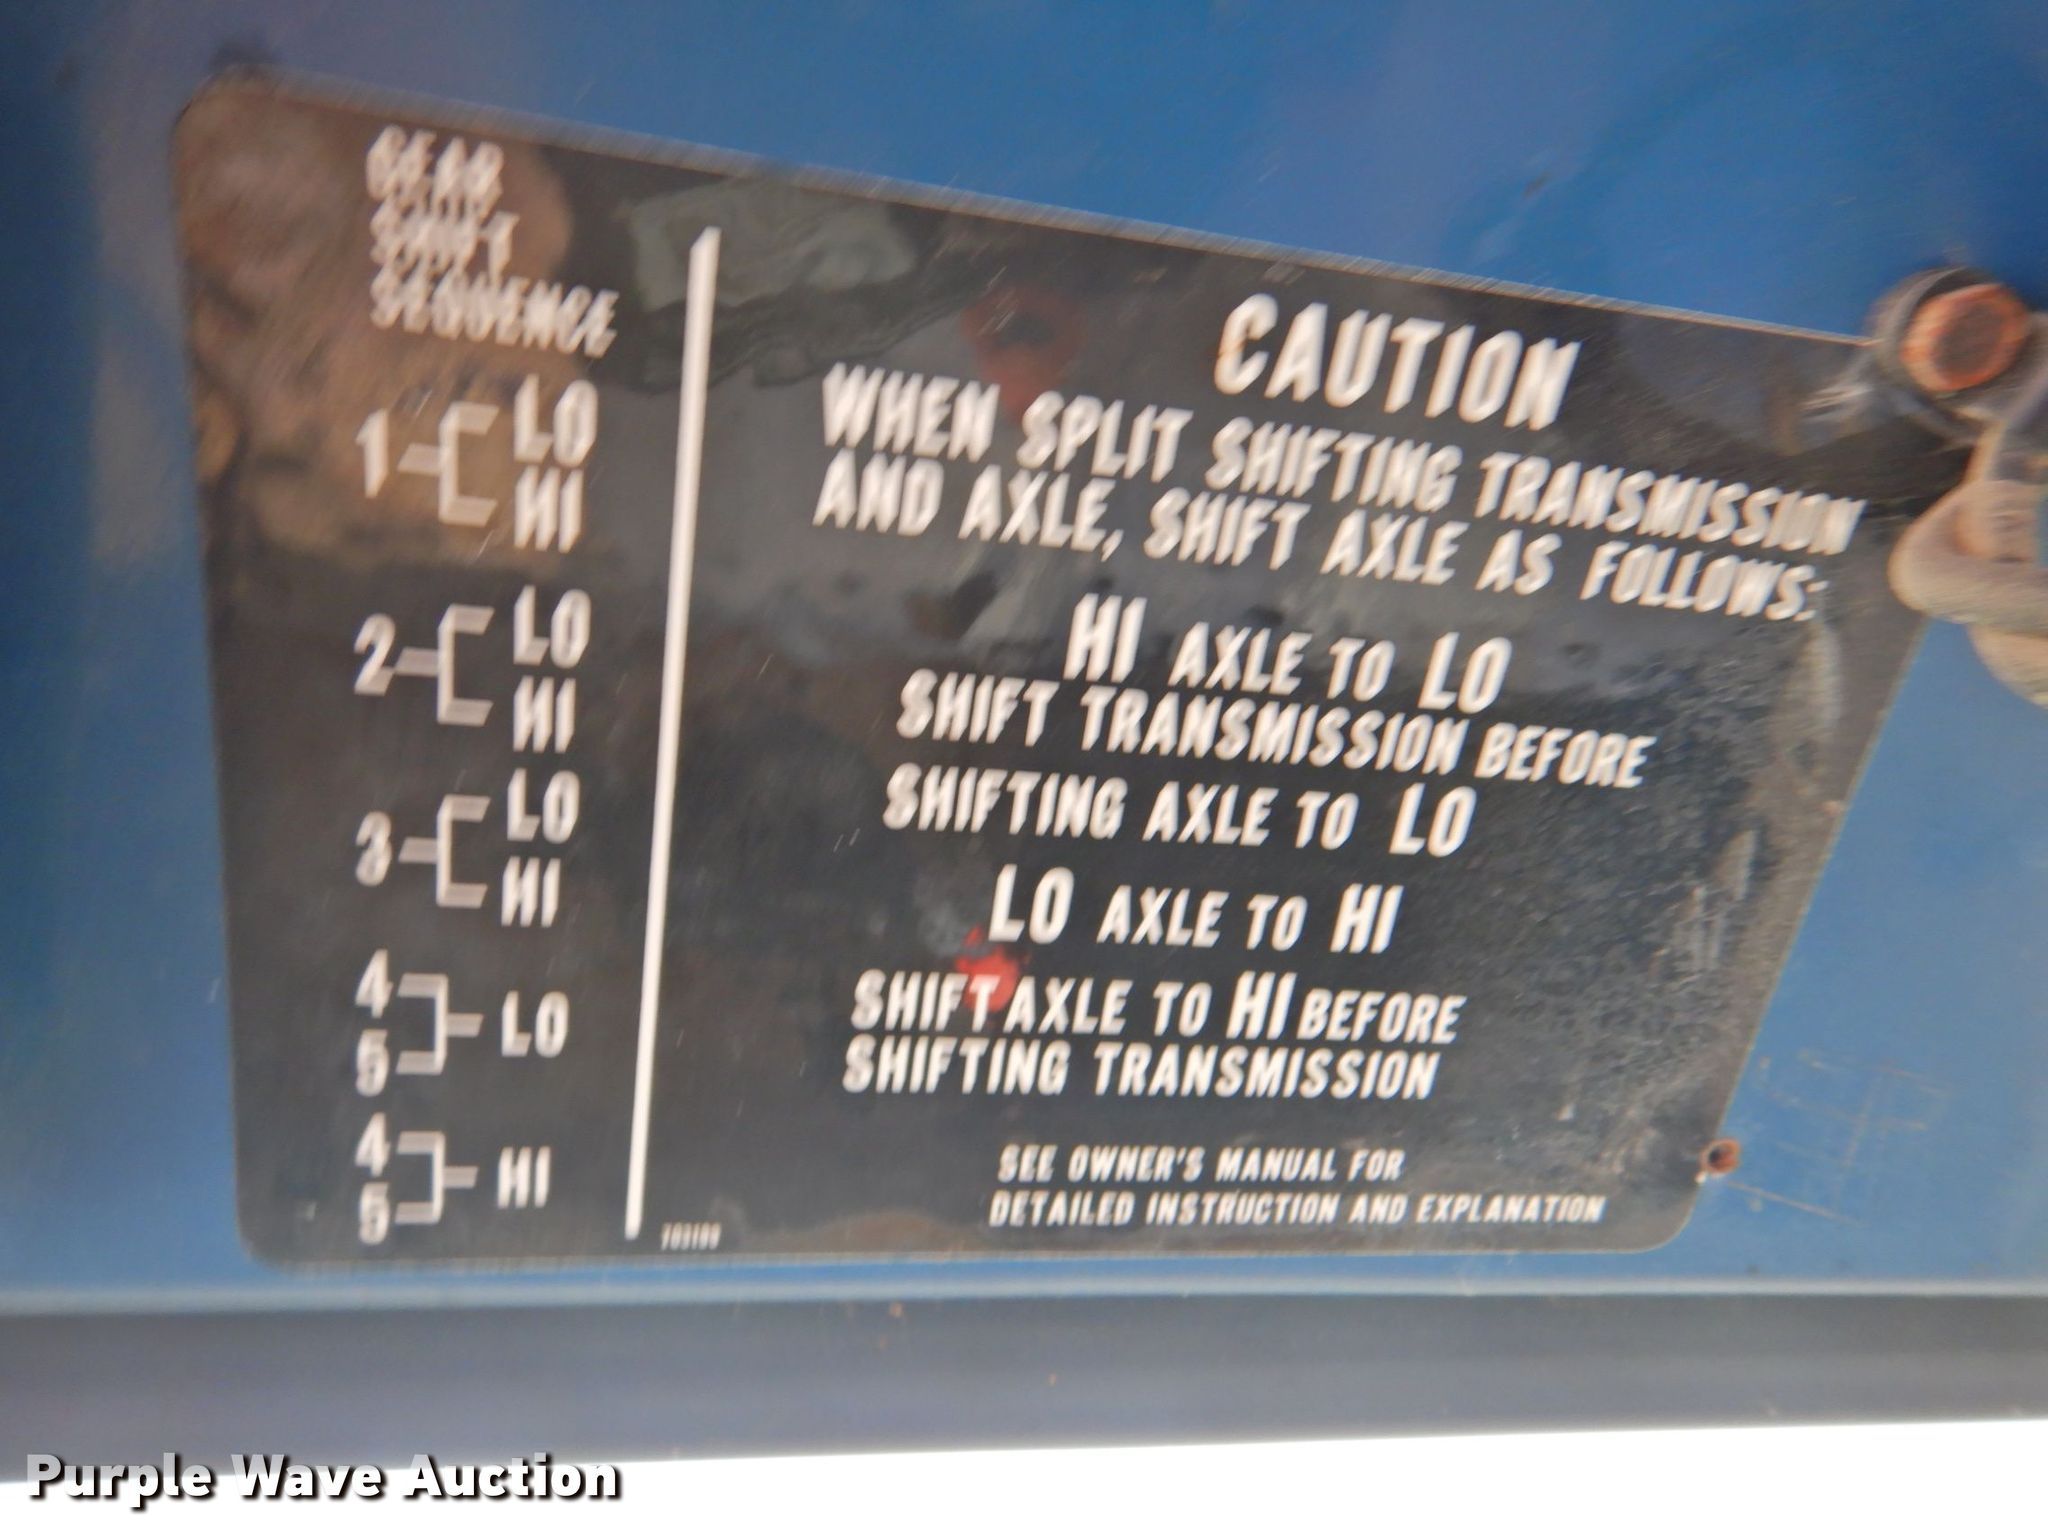 GEAR
SHIFT
SEQUENCE
1 LO
HI
2 LO
HI
3 LO
HI
4
5 LO
4
5 HI
CAUTION
WHEN SPLIT SHIFTING TRANSMISSION
AND AXLE, SHIFT AXLE AS FOLLOWS:
HI AXLE TO LO
SHIFT TRANSMISSION BEFORE
SHIFTING AXLE TO LO
LO AXLE TO HI
SHIFT AXLE TO HI BEFORE
SHIFTING TRANSMISSION
SEE OWNER'S MANUAL FOR
DETAILED INSTRUCTION AND EXPLANATION
Purple Wave Auction